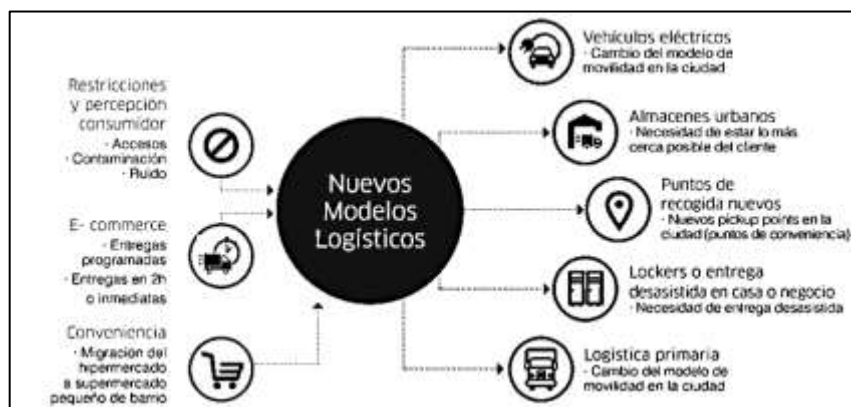 Restricciones
y percepción
consumidor
· Accesos
· Contaminación
· Ruido
E- commerce
· Entregas
programadas
· Entregas en 2h
o inmediatas
Conveniencia
· Migración del
hipermercado
a supermercado
pequeño de barrio
Nuevos
Modelos
Logísticos
Vehículos eléctricos
· Cambio del modelo de
movilidad en la ciudad
Almacenes urbanos
· Necesidad de estar lo más
cerca posible del cliente
Puntos de
recogida nuevos
· Nuevos pickup points en la
ciudad (puntos de conveniencia)
Lockers o entrega
desasistida en casa o negocio
· Necesidad de entrega desasistida
Logística primaria
· Cambio del modelo de
movilidad en la ciudad